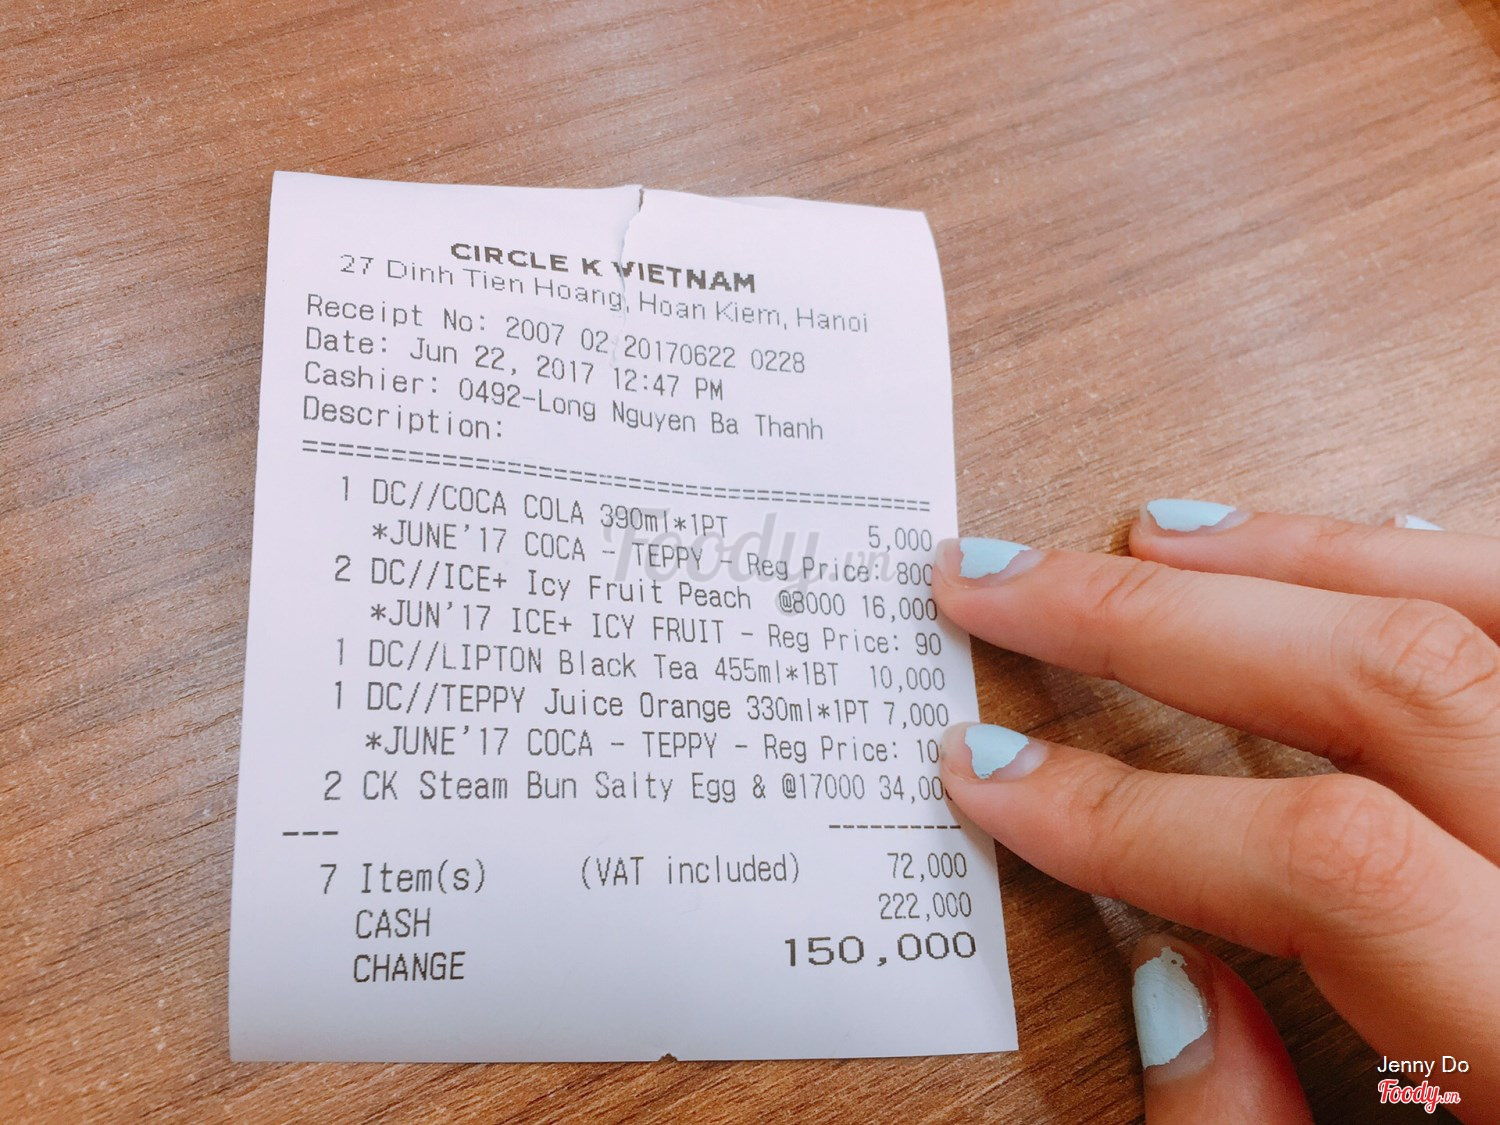 CIRCLE K VIETNAM
27 Dinh Tien Hoang, Hoan Kiem, Hanoi
Receipt No: 2007 02 20170622 0228
Date: Jun 22, 2017 12:47 PM
Cashier: 0492-Long Nguyen Ba Thanh
Description:
1 DC//COCA COLA 390ml*1PT 5,000
*JUNE'17 COCA - TEPPY - Reg Price: 800
2 DC//ICE+ Icy Fruit Peach @8000 16,000
*JUN'17 ICE+ ICY FRUIT - Reg Price: 90
1 DC//LIPTON Black Tea 455ml*1BT 10,000
1 DC//TEPPY Juice Orange 330ml*1PT 7,000
*JUNE'17 COCA - TEPPY - Reg Price: 10
2 CK Steam Bun Salty Egg & @17000 34,000
7 Item(s) (VAT included) 72,000
CASH 222,000
CHANGE 150,000
Foody.vn
Jenny Do
Foody.vn